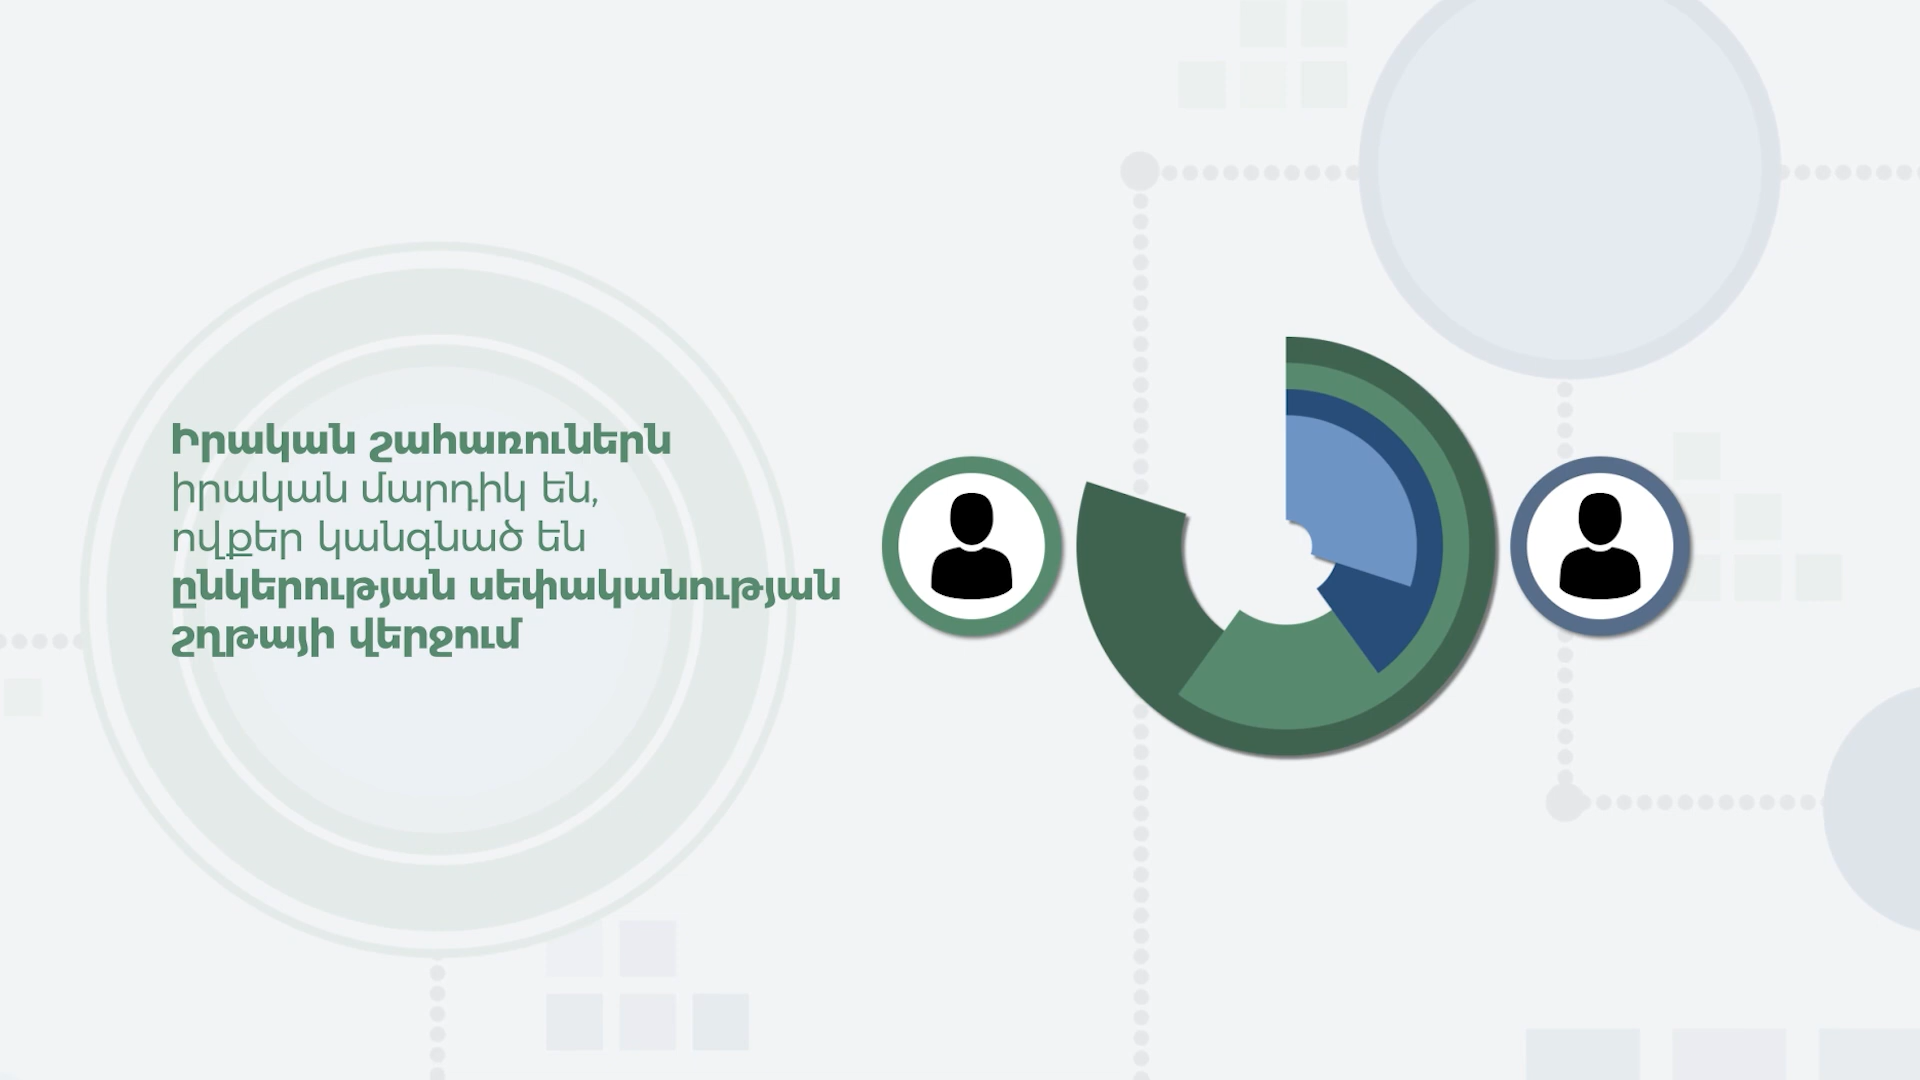 Իրական շահառուներն
իրական մարդիկ են,
ովքեր կանգնած են
ընկերության սեփականության
շղթայի վերջում